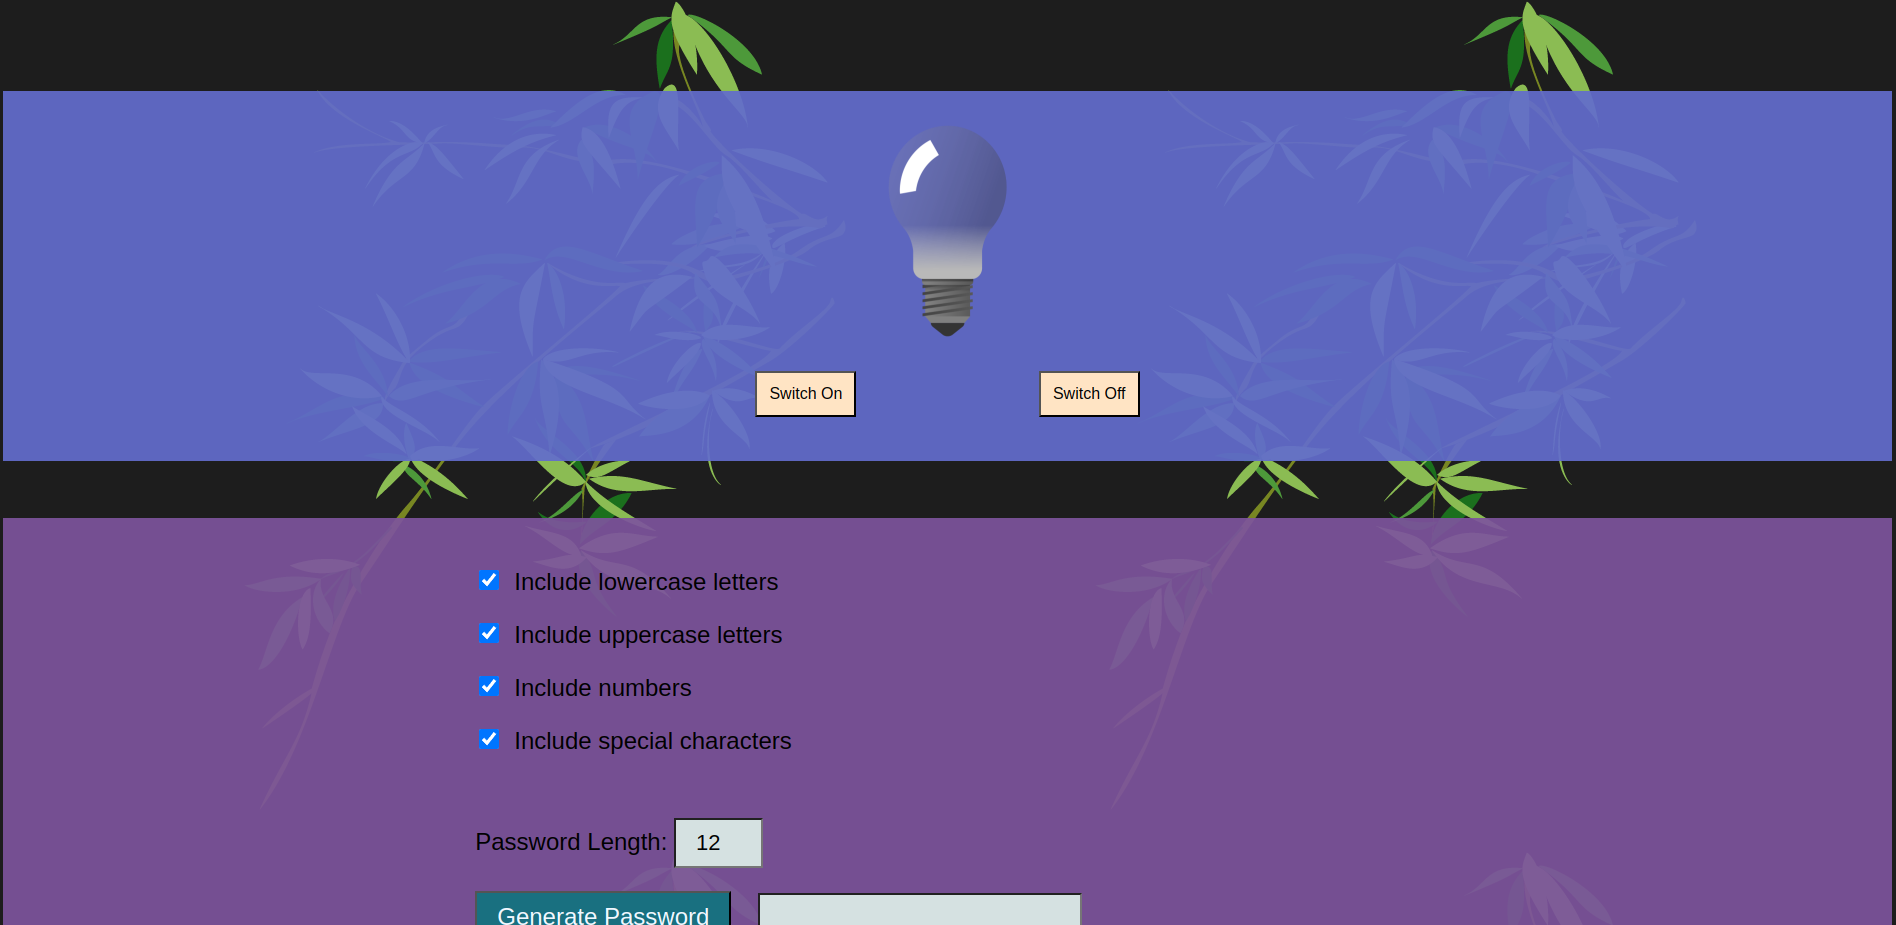 Switch On
Switch Off
Include lowercase letters
Include uppercase letters
Include numbers
Include special characters
Password Length: 12
Generate Password